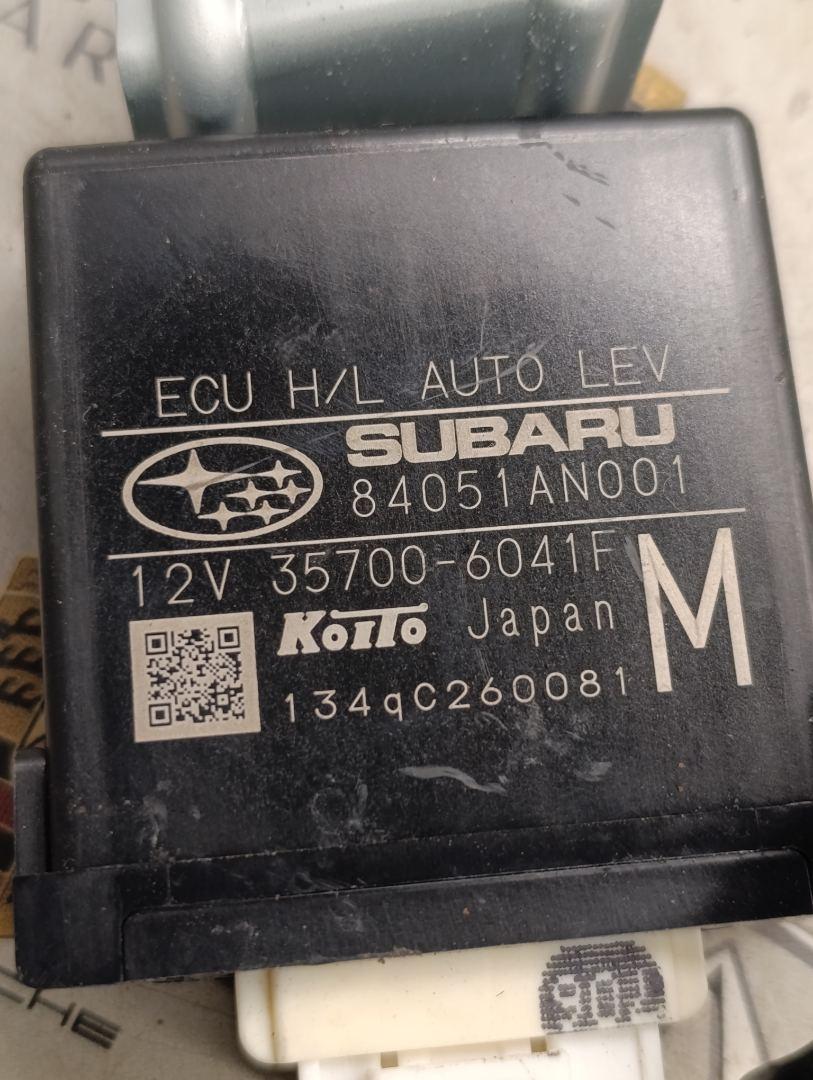 ECU H/L AUTO LEV
SUBARU
84051AN001
12V 35700-6041F
M
KOITO Japan
134qC260081